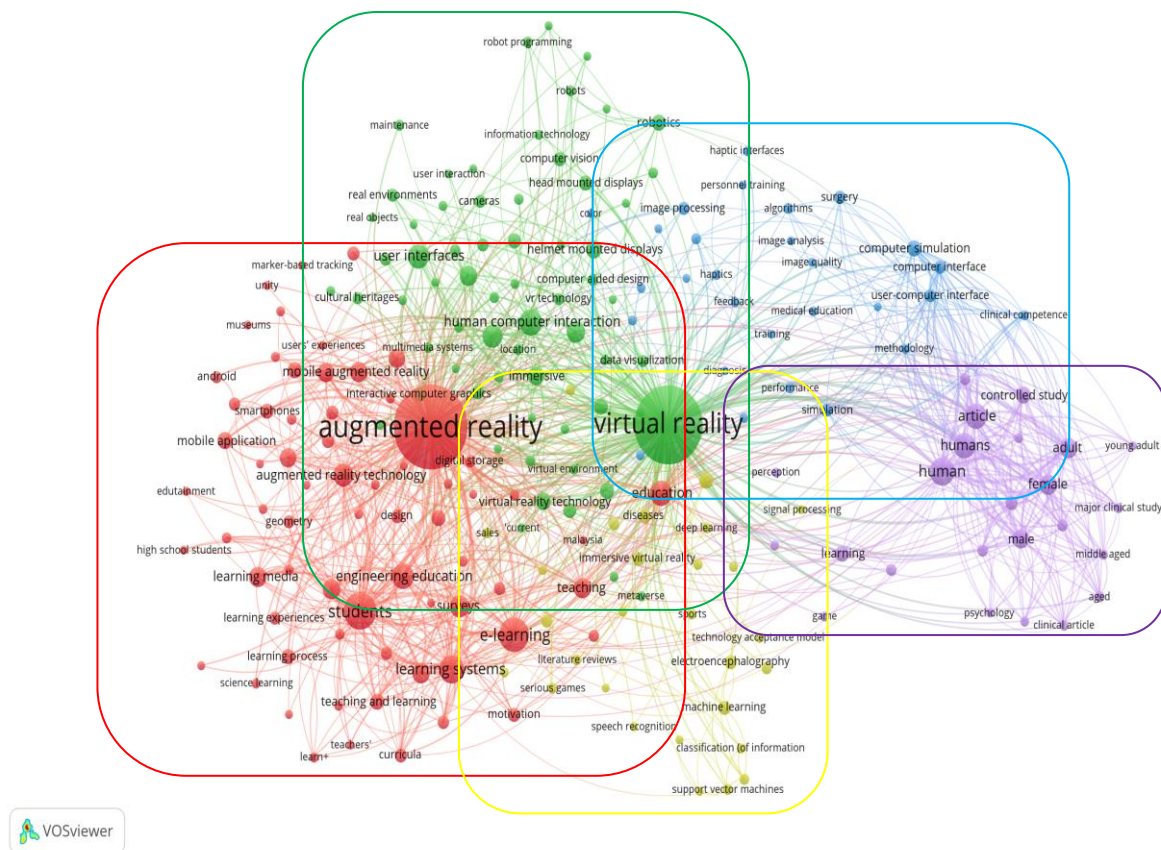 robot programming
robots
maintenance
robotics
information technology
haptic interfaces
computer vision
user interaction
head mounted displays
personnel training
real environments
cameras
surgery
color
image processing
algorithms
real objects
image analysis
helmet mounted displays
computer simulation
user interfaces
image quality
marker-based tracking
computer interface
haptics
computer aided design
unity
cultural heritages
vr technology
user-computer interface
feedback
medical education
clinical competence
museums
human computer interaction
training
users' experiences
multimedia systems
location
methodology
data visualization
mobile augmented reality
diagnosis
android
immersive
performance
interactive computer graphics
controlled study
smartphones
simulation
article
augmented reality
virtual reality
mobile application
humans
adult
young adult
digital storage
virtual environment
perception
human
augmented reality technology
female
edutainment
virtual reality technology
education
major clinical study
geometry
design
diseases
signal processing
sales
'current
deep learning
malaysia
male
high school students
immersive virtual reality
learning
middle aged
learning media
engineering education
teaching
metaverse
aged
students
surveys
sports
game
psychology
learning experiences
clinical article
e-learning
technology acceptance model
learning process
literature reviews
electroencephalography
learning systems
science learning
serious games
teaching and learning
machine learning
motivation
speech recognition
teachers'
classification (of information
learn+
curricula
support vector machines
VOSviewer